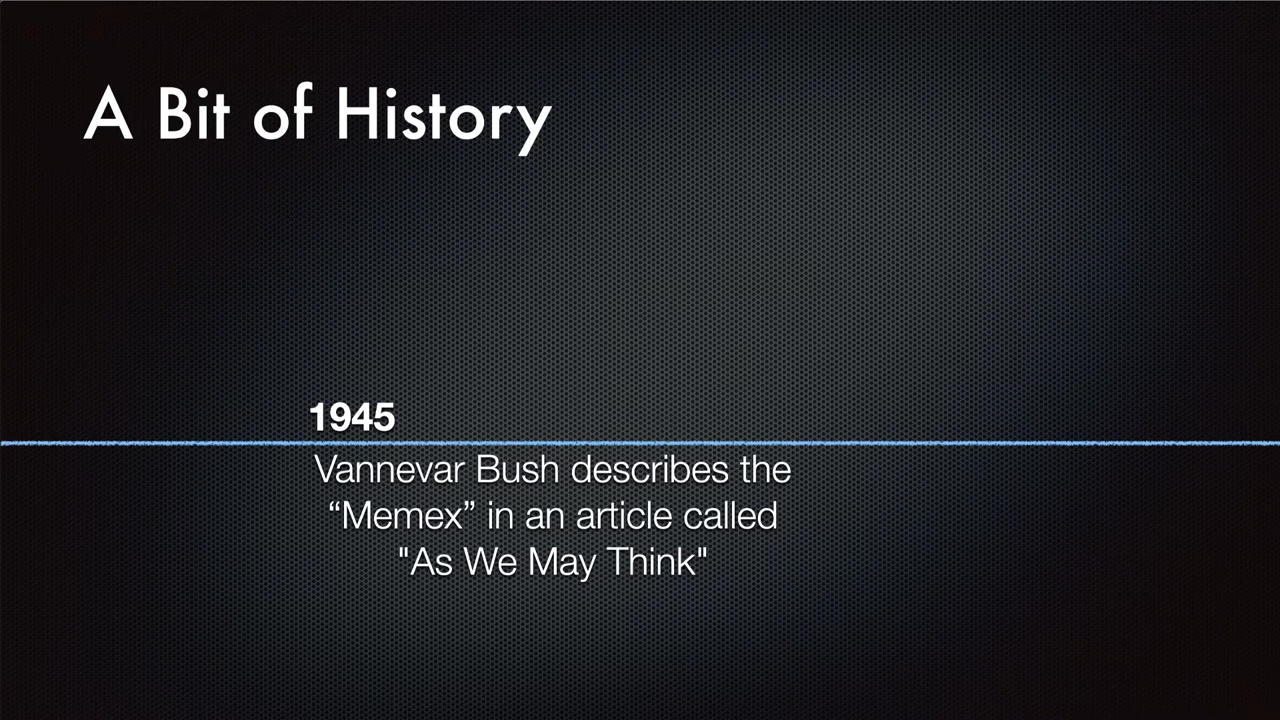 A Bit of History
1945
Vannevar Bush describes the
“Memex” in an article called
"As We May Think"